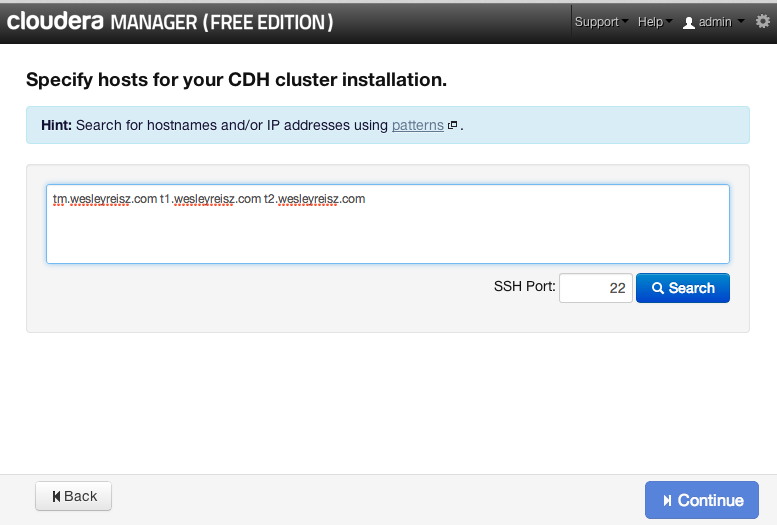 cloudera MANAGER (FREE EDITION)
Support Help admin
Specify hosts for your CDH cluster installation.
Hint: Search for hostnames and/or IP addresses using patterns .
tm.wesleyreisz.com t1.wesleyreisz.com t2.wesleyreisz.com
SSH Port: 22 Search
Back Continue